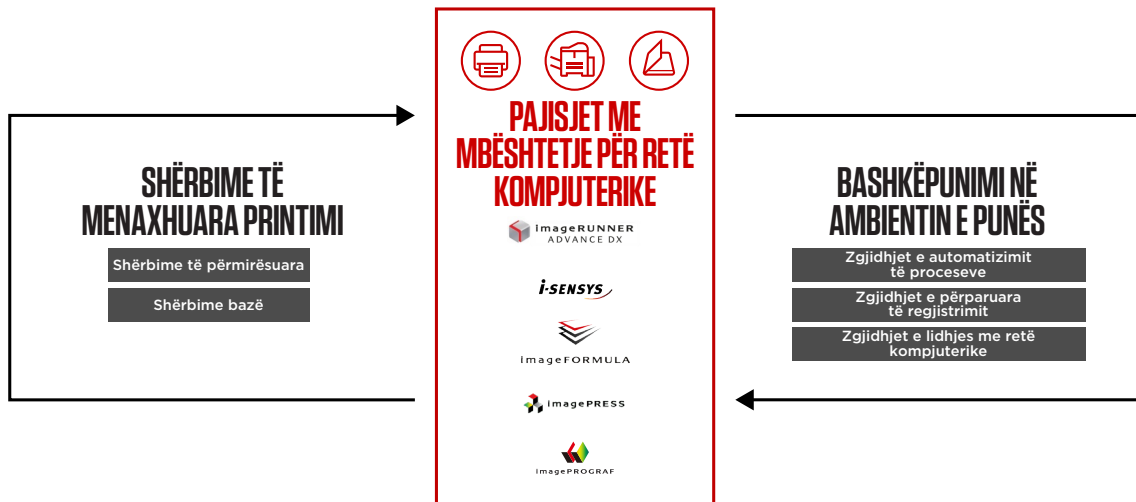 SHËRBIME TË
MENAXHUARA PRINTIMI
Shërbime të përmirësuara
Shërbime bazë
PAJISJET ME
MBËSHTETJE PËR RETË
KOMPJUTERIKE
imageRUNNER
ADVANCE DX
i-SENSYS
imageFORMULA
imagePRESS
imagePROGRAF
BASHKËPUNIMI NË
AMBIENTIN E PUNËS
Zgjidhjet e automatizimit
të proceseve
Zgjidhjet e përparuara
të regjistrimit
Zgjidhjet e lidhjes me retë
kompjuterike